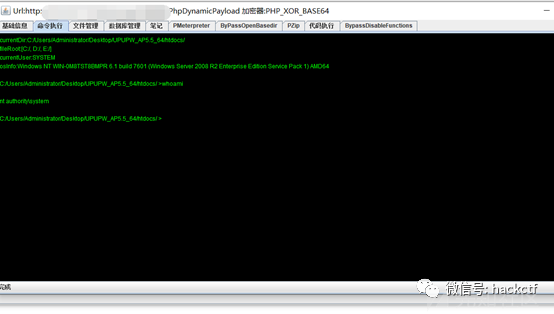 Url:http: PhpDynamicPayload 加密器:PHP_XOR_BASE64
基础信息 命令执行 文件管理 数据库管理 笔记 PMeterpreter ByPassOpenBasedir PZip 代码执行 BypassDisableFunctions
currentDir:C:/Users/Administrator/Desktop/UPUPW_AP5.5_64/htdocs/
fileRoot:[C:/, D:/, E:/]
currentUser:SYSTEM
osInfo:Windows NT WIN-0M6TST8BMPR 6.1 build 7601 (Windows Server 2008 R2 Enterprise Edition Service Pack 1) AMD64
C:/Users/Administrator/Desktop/UPUPW_AP5.5_64/htdocs/ >whoami
nt authority\system
C:/Users/Administrator/Desktop/UPUPW_AP5.5_64/htdocs/ >
完成
微信号: hackctf